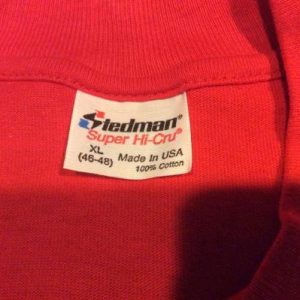 Stedman®
Super Hi-Cru®
XL
(46-48) Made In USA
100% Cotton